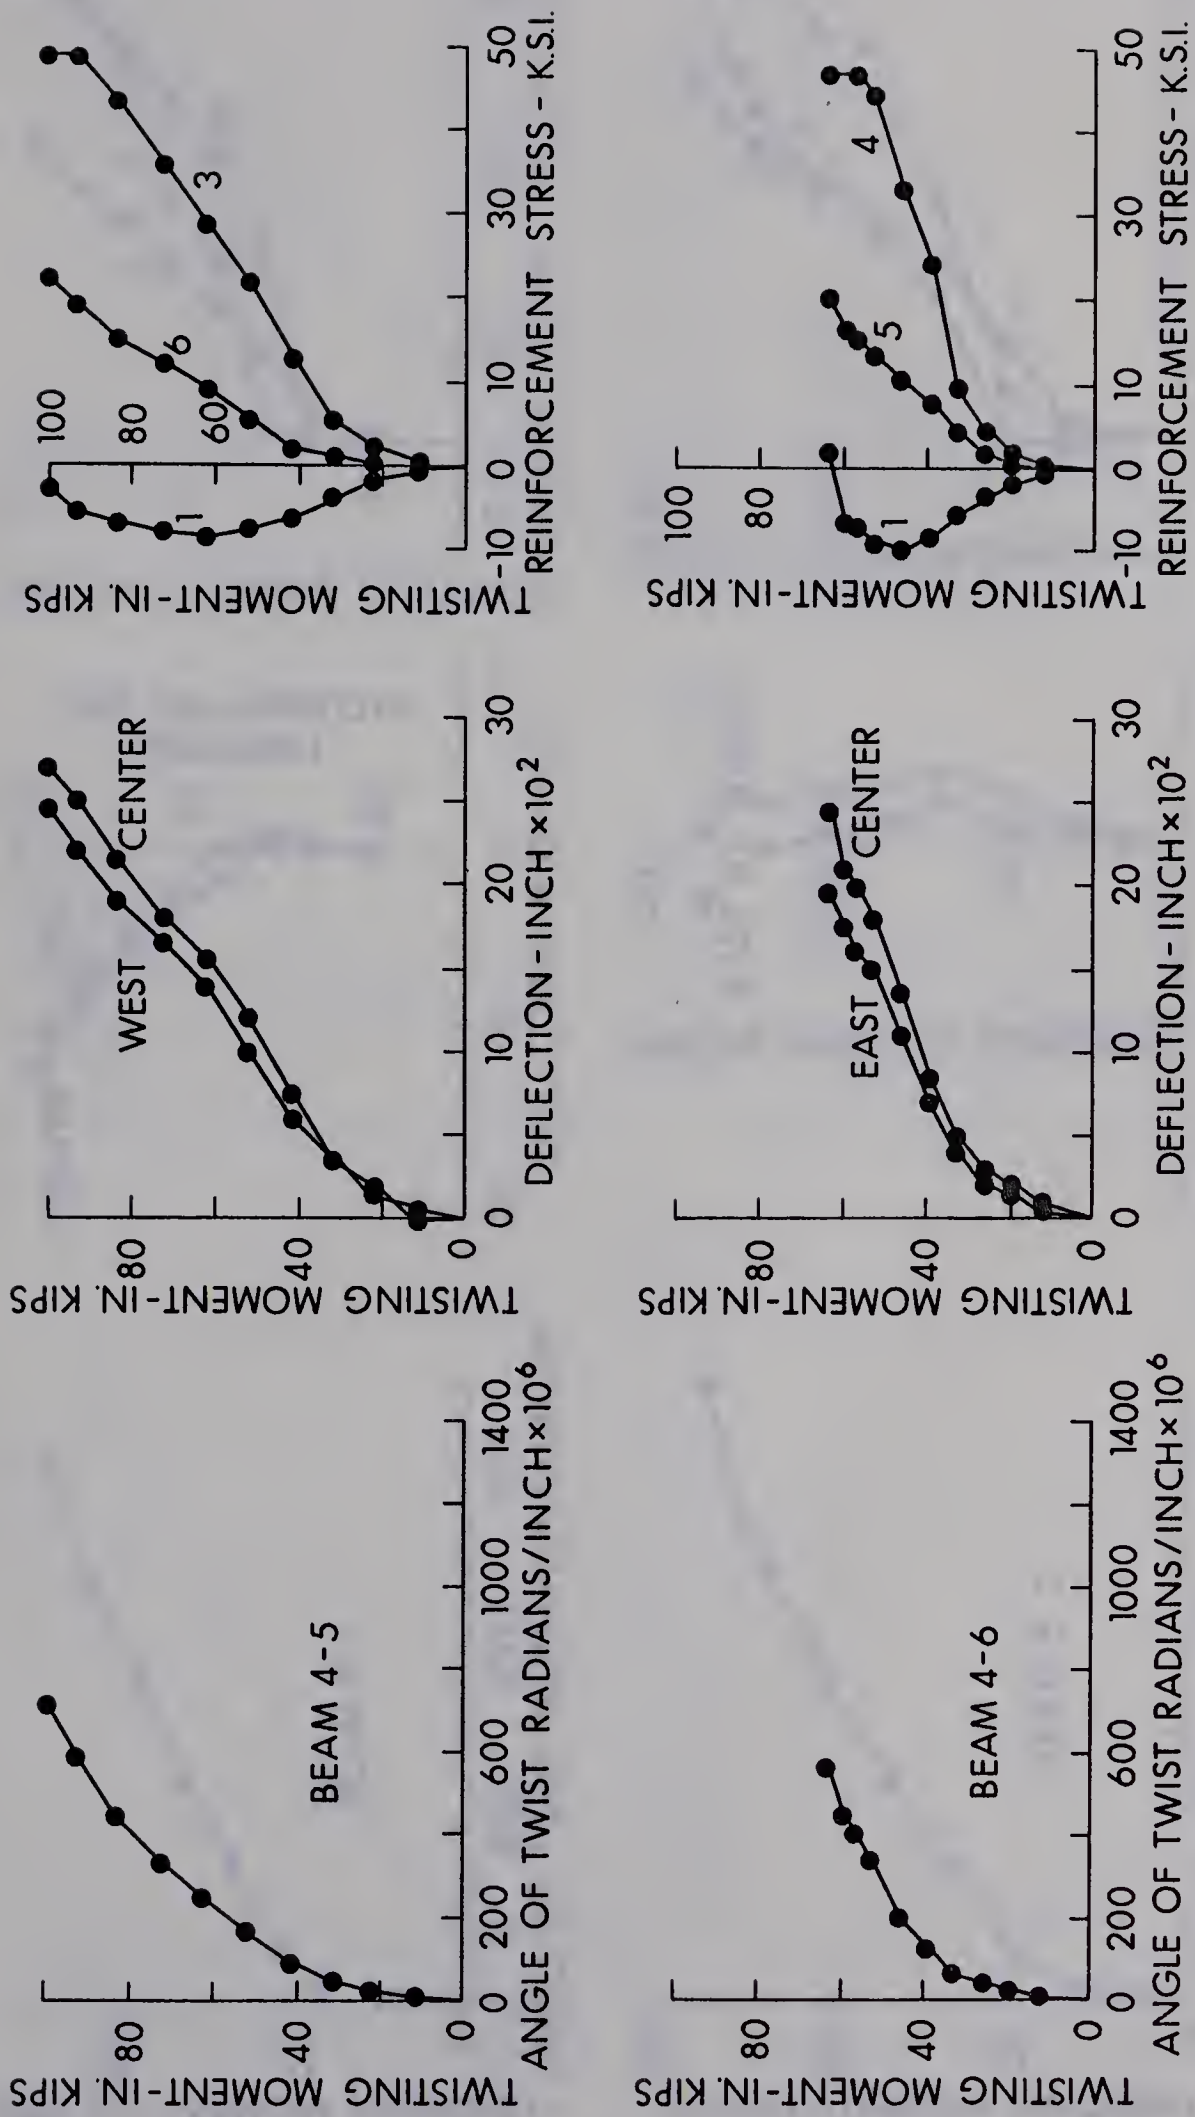 TWISTING MOMENT-IN. KIPS
80
40
0
0 200 600 1000 1400
ANGLE OF TWIST RADIANS/INCH×10⁶
BEAM 4-5
TWISTING MOMENT-IN. KIPS
80
40
0
0 10 20 30
DEFLECTION-INCH×10²
WEST
CENTER
TWISTING MOMENT-IN. KIPS
100
80
60
-10 0 10 30 50
REINFORCEMENT STRESS-K.S.I.
1
6
3
TWISTING MOMENT-IN. KIPS
80
40
0
0 200 600 1000 1400
ANGLE OF TWIST RADIANS/INCH×10⁶
BEAM 4-6
TWISTING MOMENT-IN. KIPS
80
40
0
0 10 20 30
DEFLECTION-INCH×10²
EAST
CENTER
TWISTING MOMENT-IN. KIPS
100
80
-10 0 10 30 50
REINFORCEMENT STRESS-K.S.I.
1
5
4